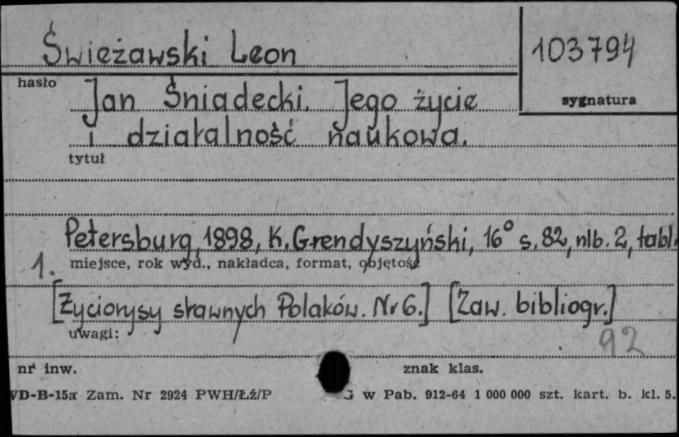 Świeżawski Leon
103794
hasło
sygnatura
Jan Śniadecki. Jego życie
i działalność naukowa.
tytuł
Petersburg, 1898, K. Grendyszyński, 16° s. 82, nlb. 2, tabl.
1.
miejsce, rok wyd., nakładca, format, objętość
[Życiorysy sławnych Polaków. Nr 6.] [Zaw. bibliogr.]
uwagi:
92
nr inw.
znak klas.
VD-B-15a Zam. Nr 2924 PWH/Łź/P
G w Pab. 912-64 1 000 000 szt. kart. b. kl. 5.